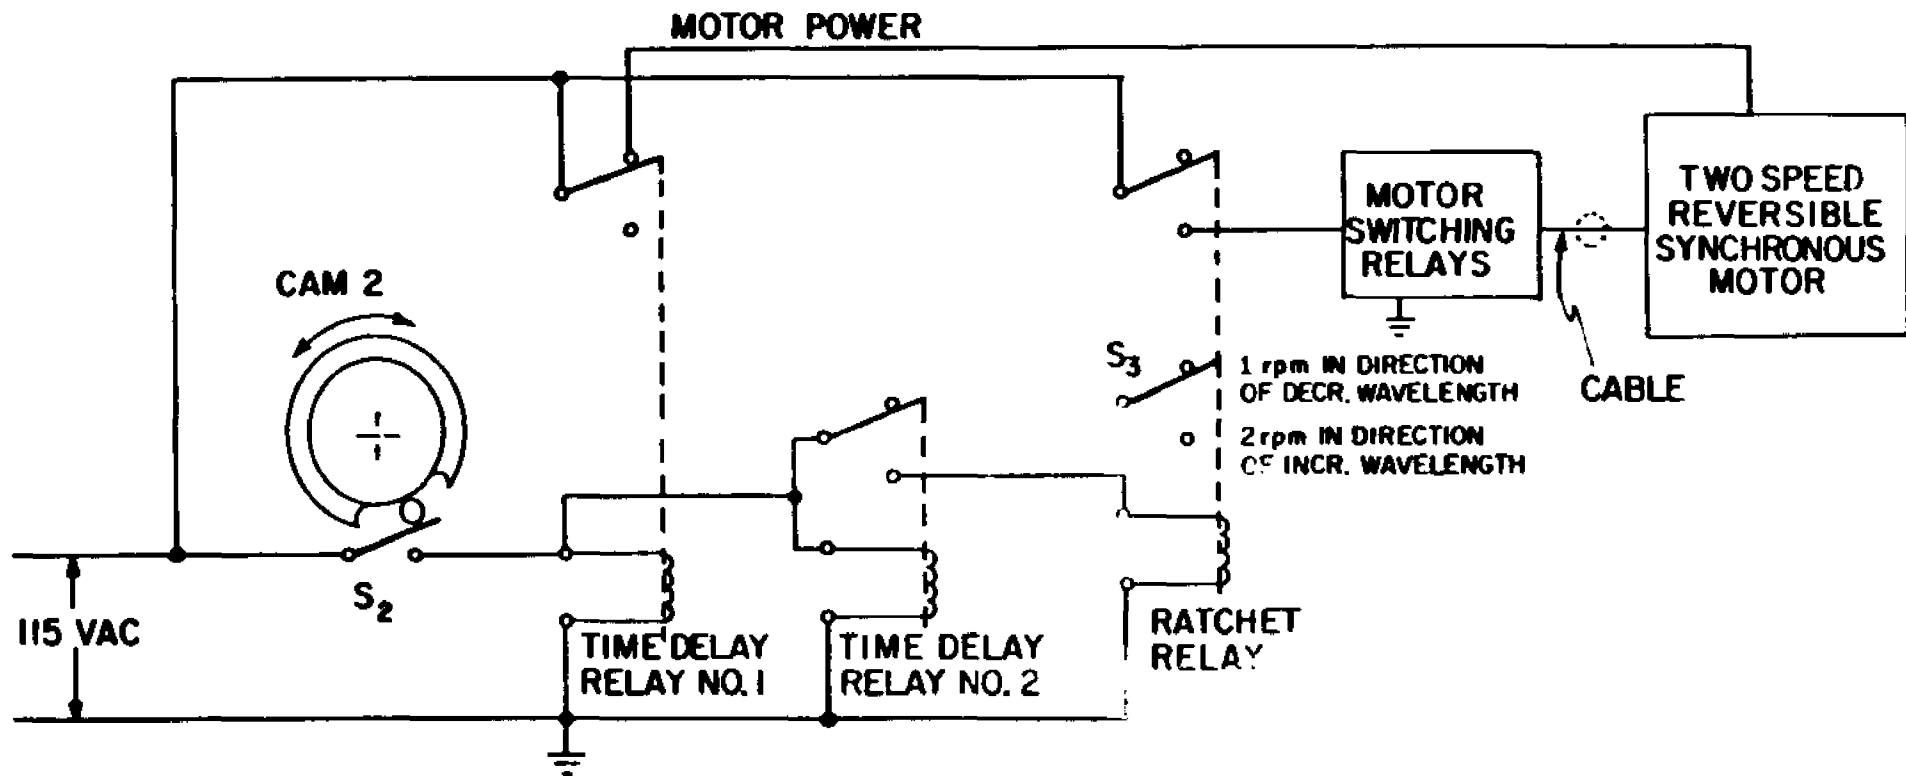 MOTOR POWER
TWO SPEED
REVERSIBLE
SYNCHRONOUS
MOTOR
MOTOR
SWITCHING
RELAYS
CAM 2
S3
1 rpm IN DIRECTION
OF DECR. WAVELENGTH
CABLE
2 rpm IN DIRECTION
OF INCR. WAVELENGTH
S2
115 VAC
TIME DELAY
RELAY NO. 1
TIME DELAY
RELAY NO. 2
RATCHET
RELAY